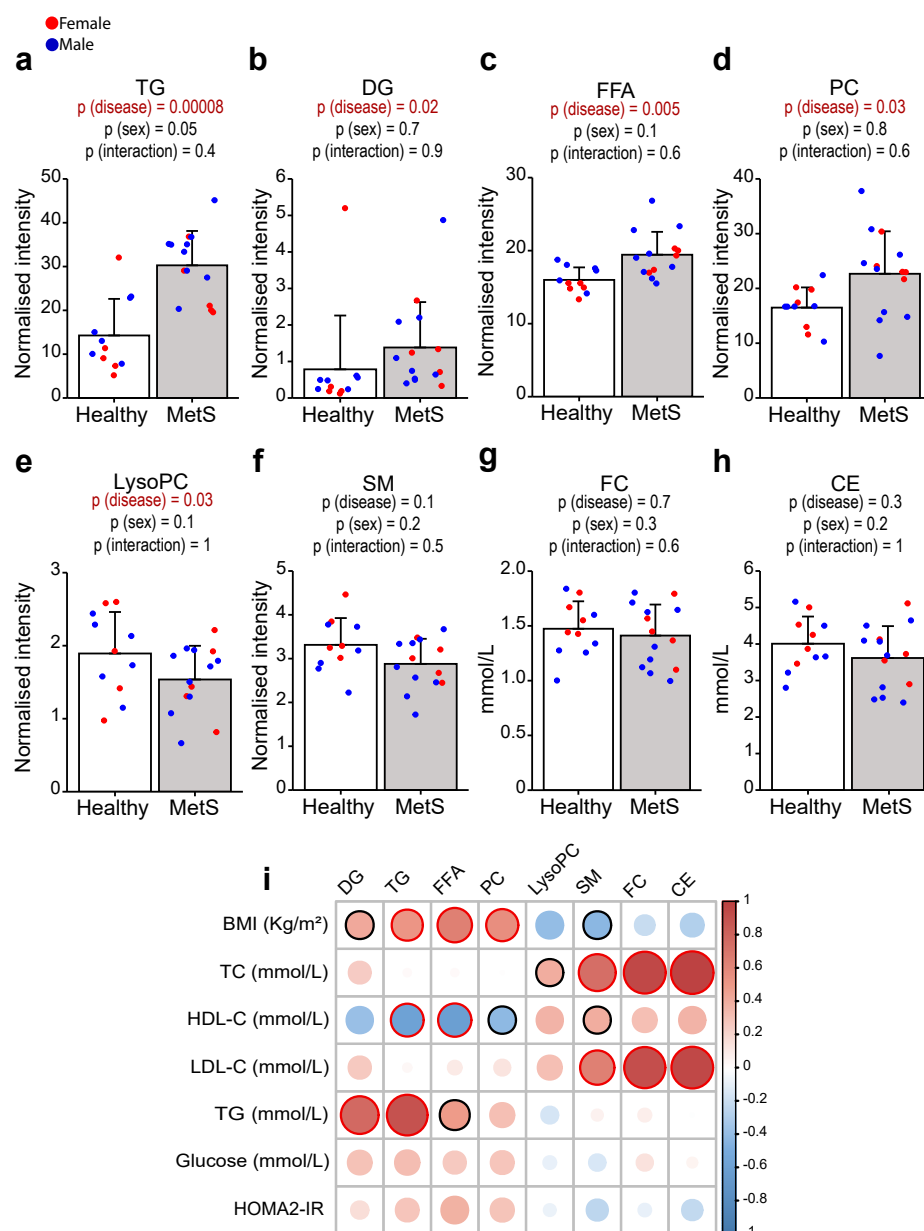 Female
Male
a
TG
p (disease) = 0.00008
p (sex) = 0.05
p (interaction) = 0.4
Normalised intensity
50
40
30
20
10
0
Healthy
MetS
b
DG
p (disease) = 0.02
p (sex) = 0.7
p (interaction) = 0.9
Normalised intensity
6
5
4
3
2
1
0
Healthy
MetS
c
FFA
p (disease) = 0.005
p (sex) = 0.1
p (interaction) = 0.6
Normalised intensity
30
20
10
0
Healthy
MetS
d
PC
p (disease) = 0.03
p (sex) = 0.8
p (interaction) = 0.6
Normalised intensity
40
30
20
10
0
Healthy
MetS
e
LysoPC
p (disease) = 0.03
p (sex) = 0.1
p (interaction) = 1
Normalised intensity
3
2
1
0
Healthy
MetS
f
SM
p (disease) = 0.1
p (sex) = 0.2
p (interaction) = 0.5
Normalised intensity
5
4
3
2
1
0
Healthy
MetS
g
FC
p (disease) = 0.7
p (sex) = 0.3
p (interaction) = 0.6
mmol/L
2.0
1.5
1.0
0.5
0.0
Healthy
MetS
h
CE
p (disease) = 0.3
p (sex) = 0.2
p (interaction) = 1
mmol/L
6
5
4
3
2
1
0
Healthy
MetS
i
DG
TG
FFA
PC
LysoPC
SM
FC
CE
BMI (Kg/m²)
TC (mmol/L)
HDL-C (mmol/L)
LDL-C (mmol/L)
TG (mmol/L)
Glucose (mmol/L)
HOMA2-IR
1
0.8
0.6
0.4
0.2
0
-0.2
-0.4
-0.6
-0.8
-1